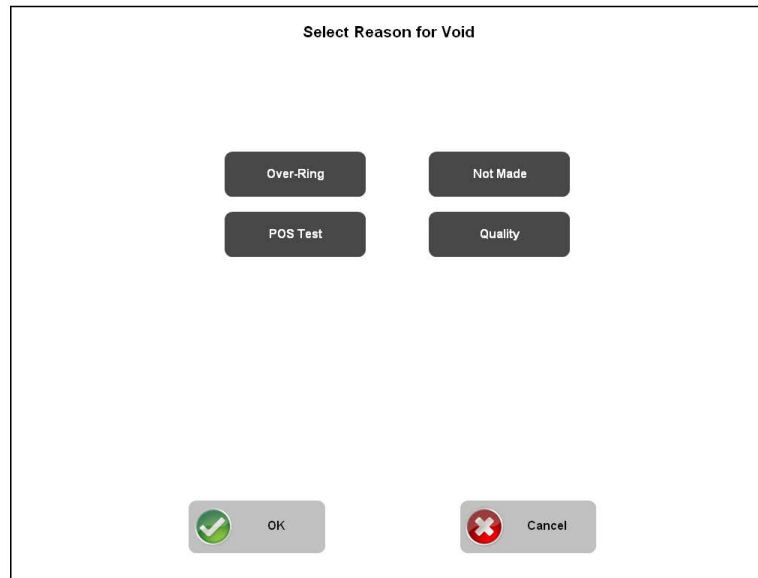 Select Reason for Void
Over-Ring
Not Made
POS Test
Quality
OK
Cancel